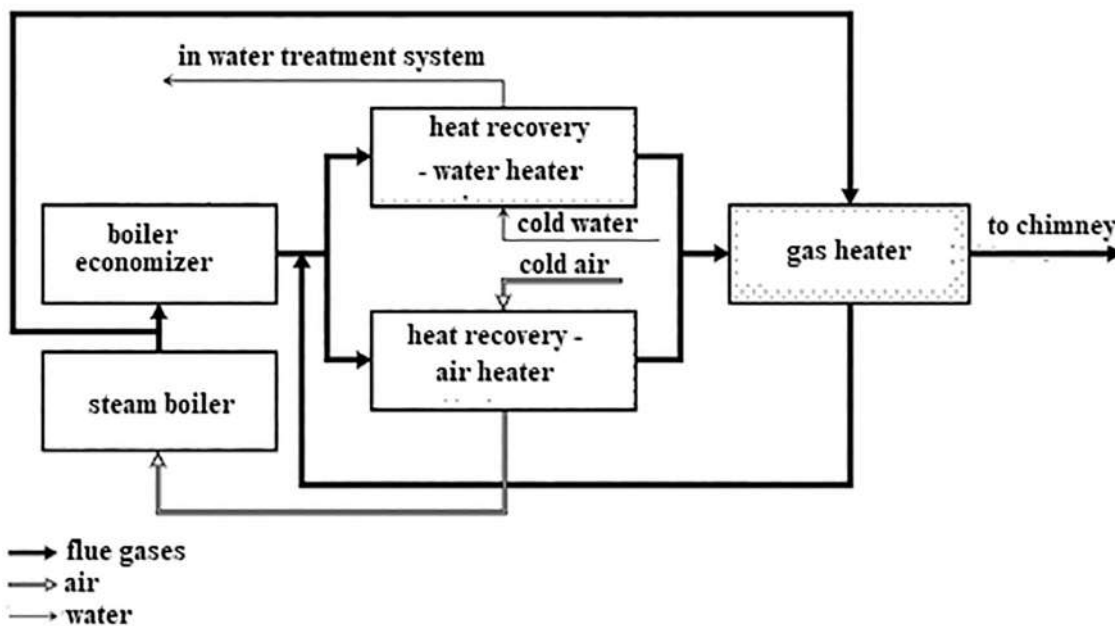 in water treatment system
heat recovery
- water heater
cold water
boiler
economizer
cold air
gas heater
to chimney
heat recovery -
air heater
steam boiler
flue gases
air
water